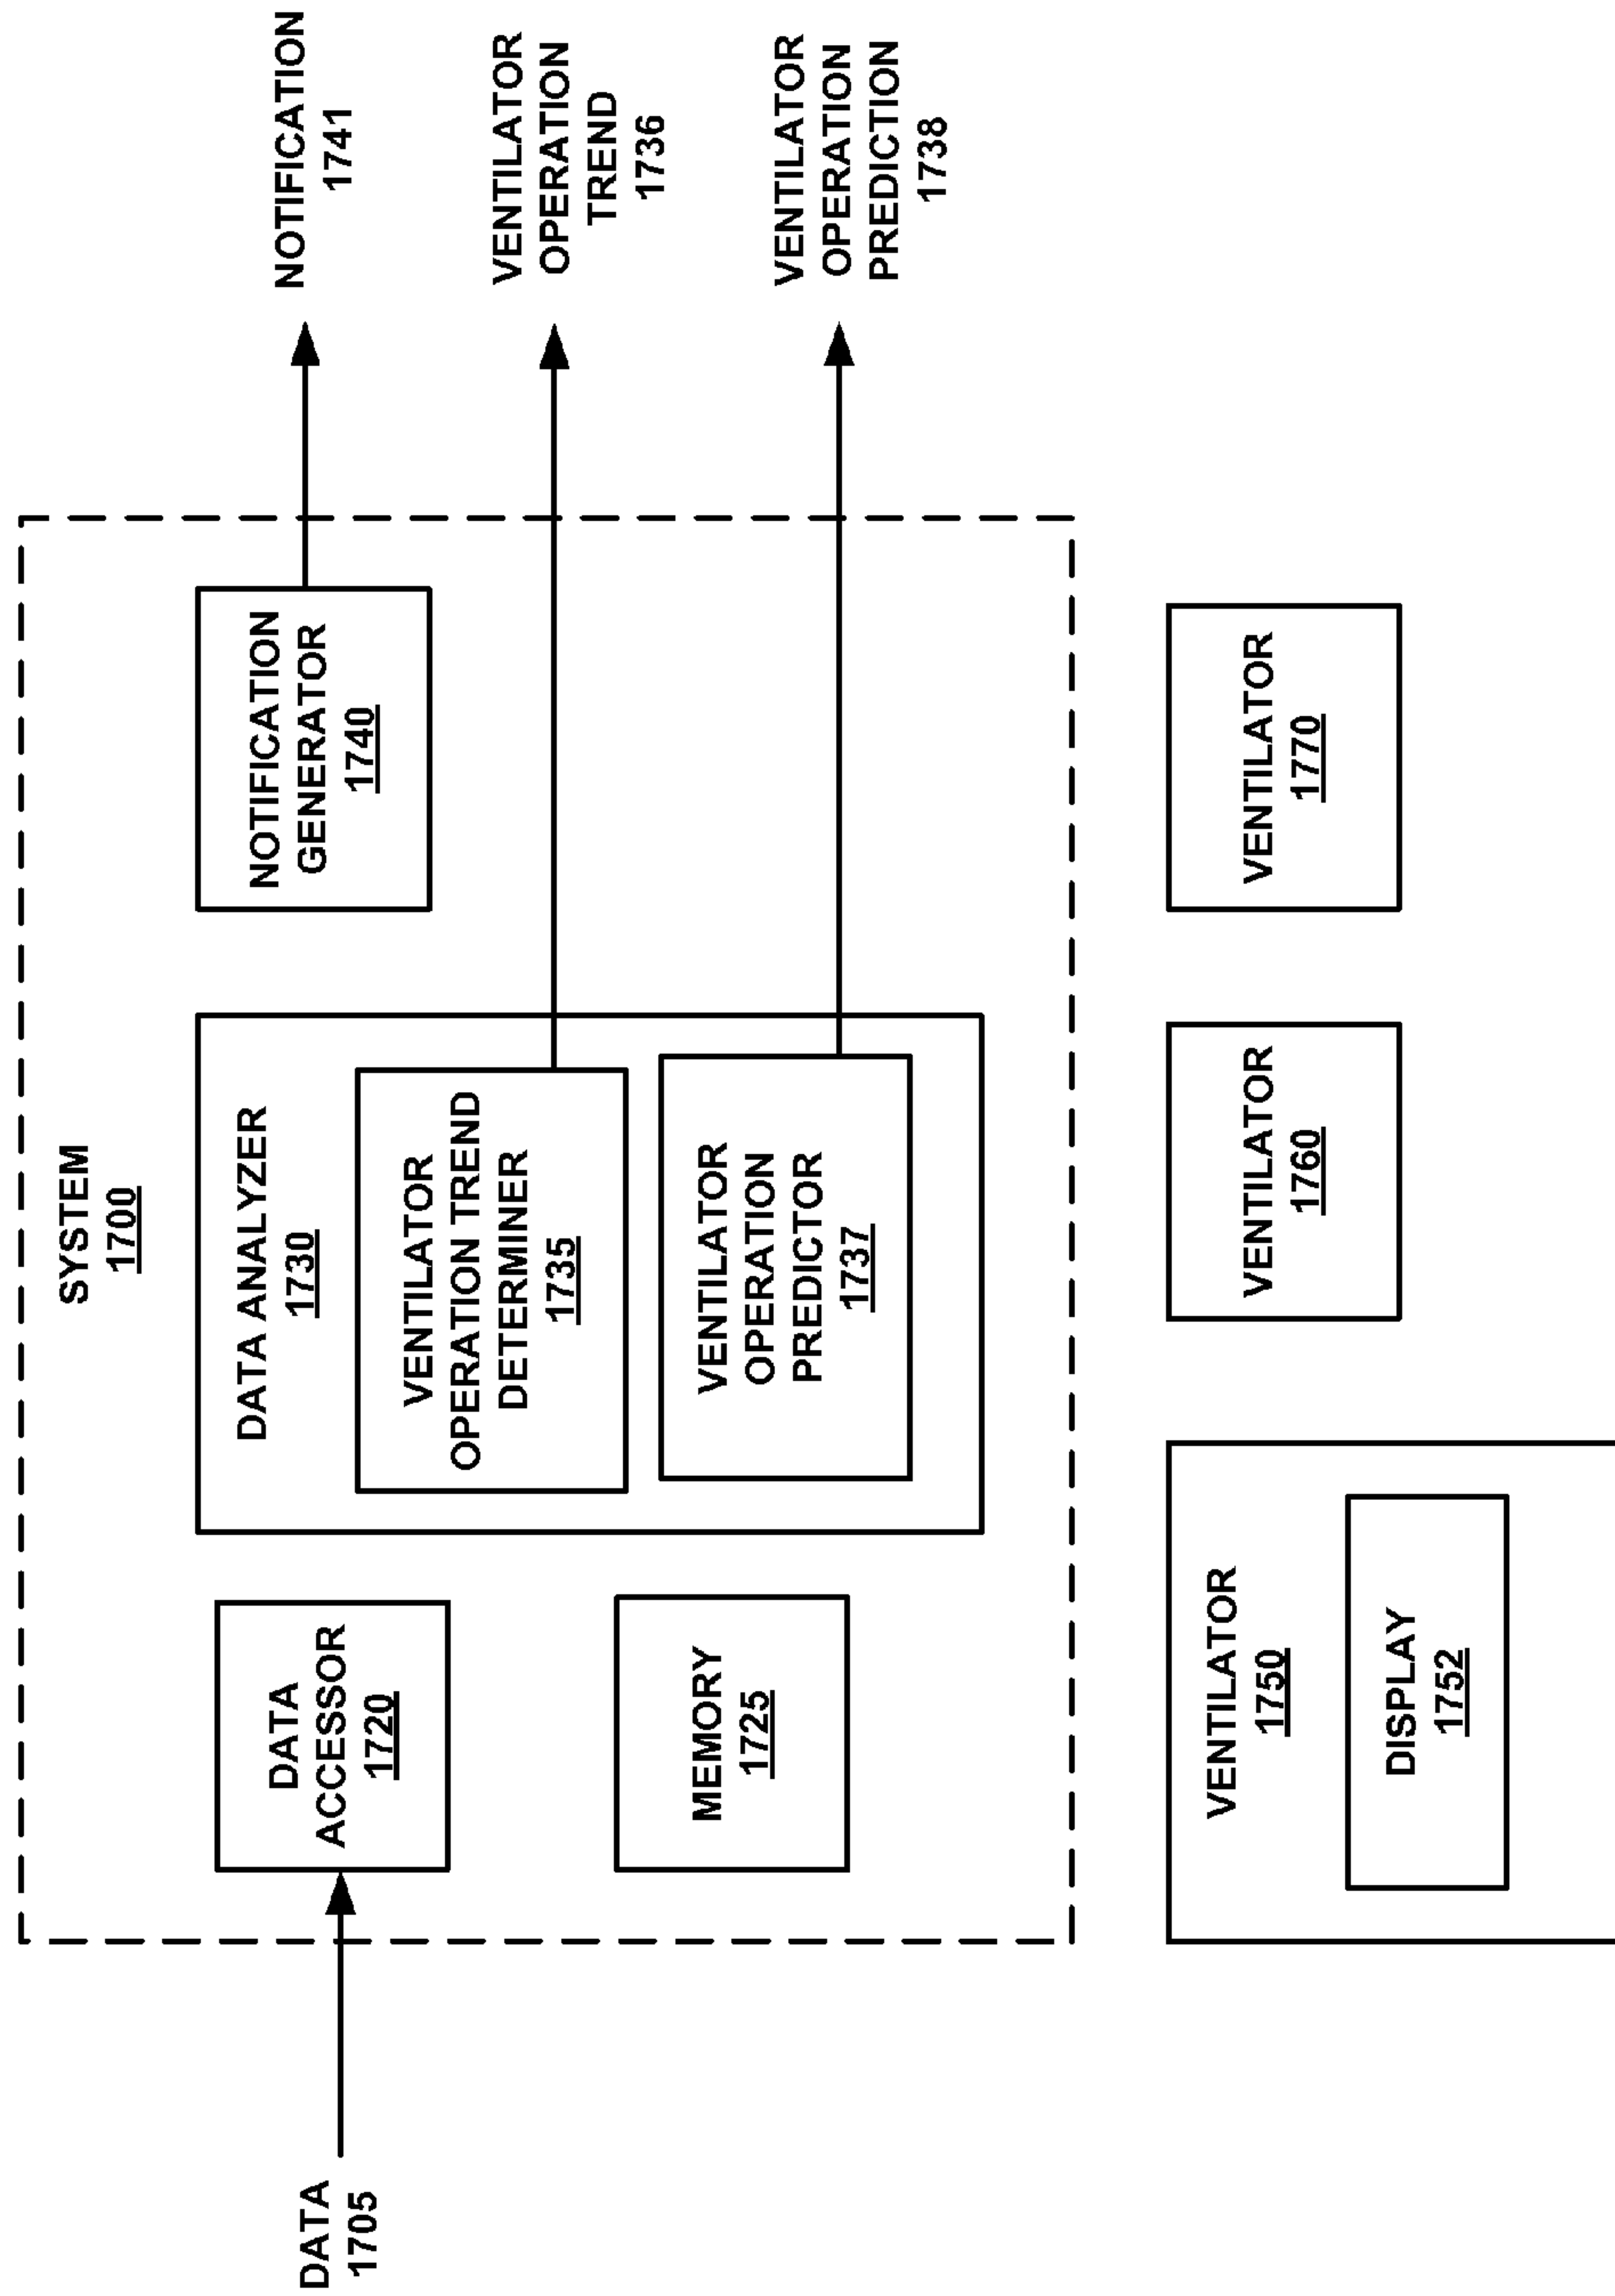 SYSTEM
1700
DATA
1705
DATA
ACCESSOR
1720
MEMORY
1725
DATA ANALYZER
1730
VENTILATOR
OPERATION TREND
DETERMINER
1735
VENTILATOR
OPERATION
PREDICTOR
1737
NOTIFICATION
GENERATOR
1740
NOTIFICATION
1741
VENTILATOR
OPERATION
TREND
1736
VENTILATOR
OPERATION
PREDICTION
1738
VENTILATOR
1750
DISPLAY
1752
VENTILATOR
1760
VENTILATOR
1770